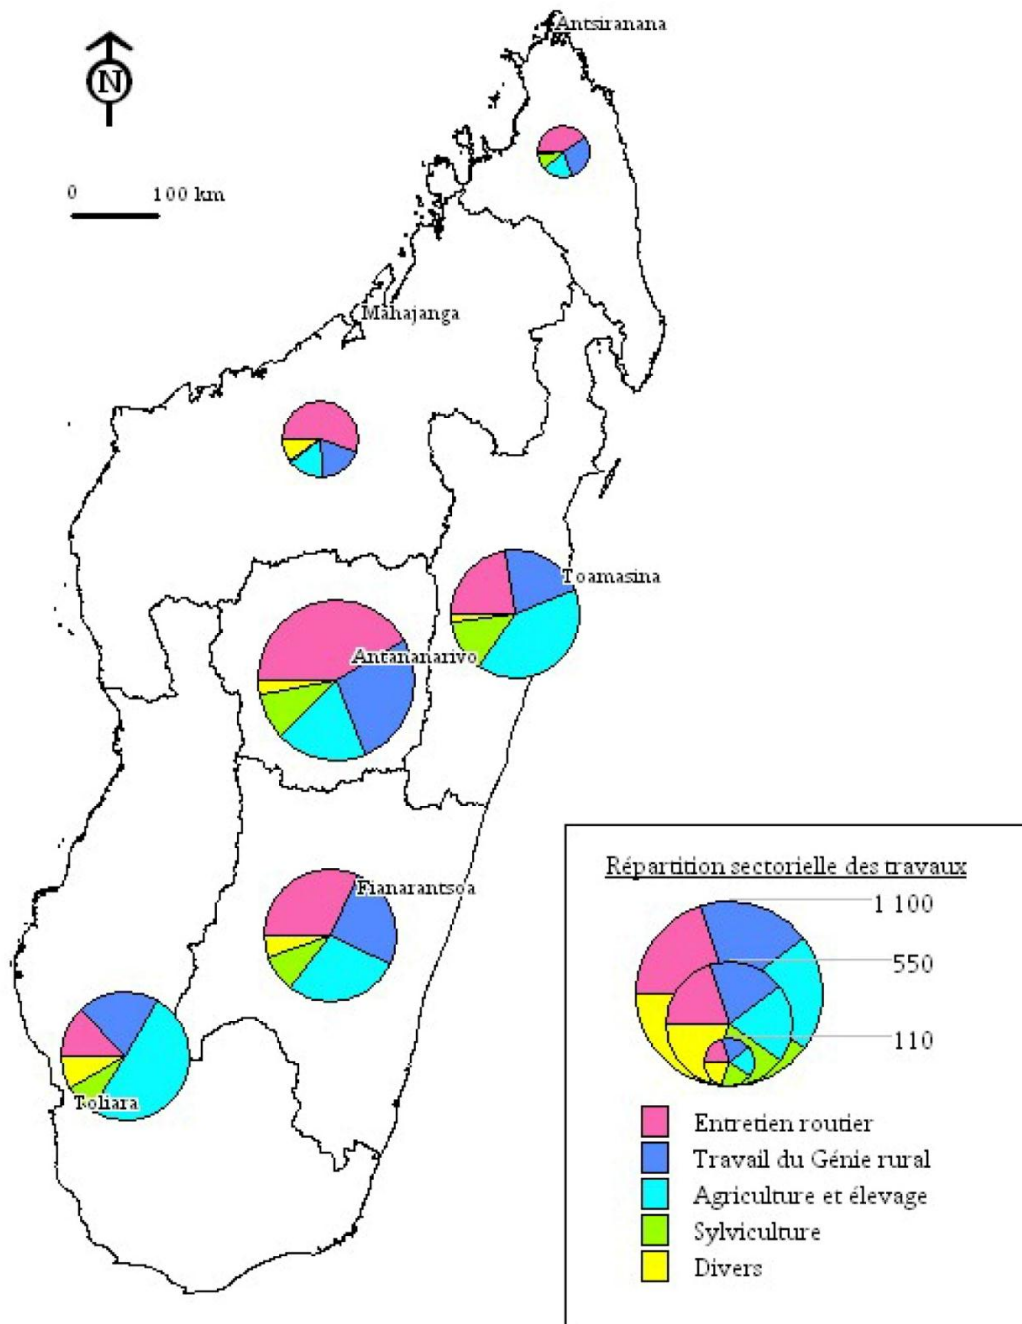 Antsiranana
N
0 100 km
Mahajanga
Toamasina
Antananarivo
Fianarantsoa
Toliara
Répartition sectorielle des travaux
1 100
550
110
Entretien routier
Travail du Génie rural
Agriculture et élevage
Sylviculture
Divers